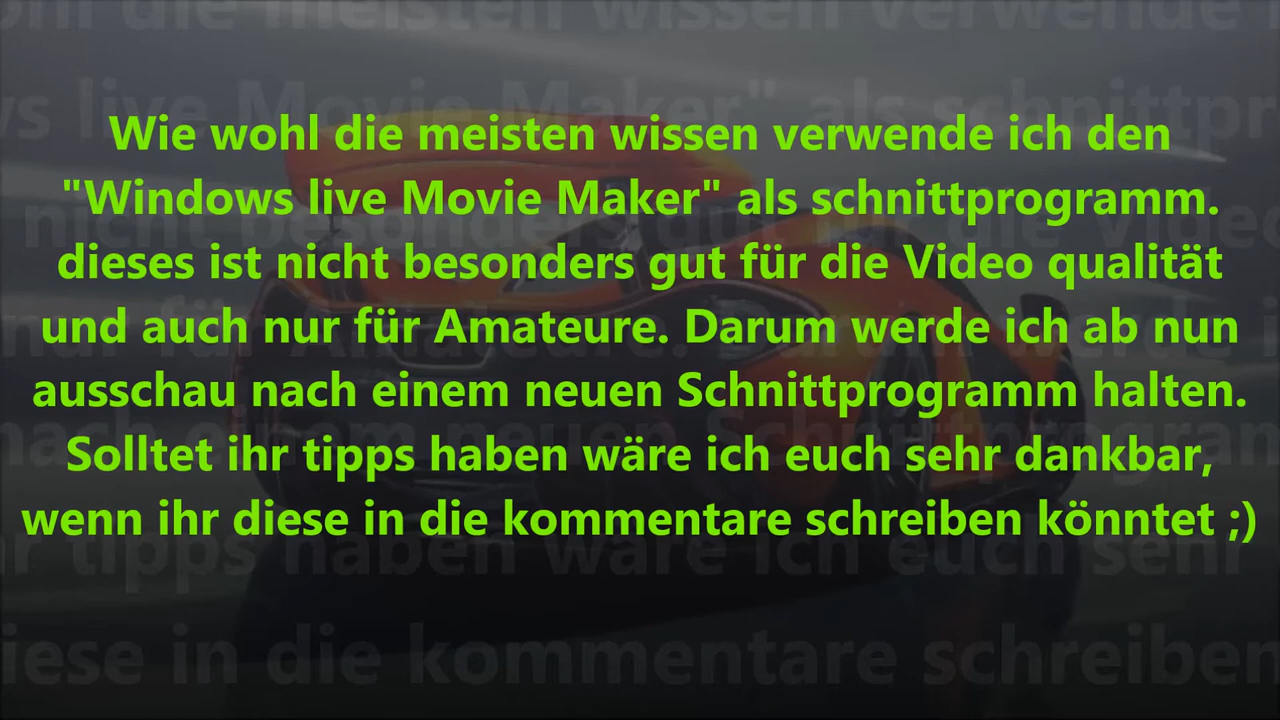 Wie wohl die meisten wissen verwende ich den
"Windows live Movie Maker" als schnittprogramm.
dieses ist nicht besonders gut für die Video qualität
und auch nur für Amateure. Darum werde ich ab nun
ausschau nach einem neuen Schnittprogramm halten.
Solltet ihr tipps haben wäre ich euch sehr dankbar,
wenn ihr diese in die kommentare schreiben könntet ;)